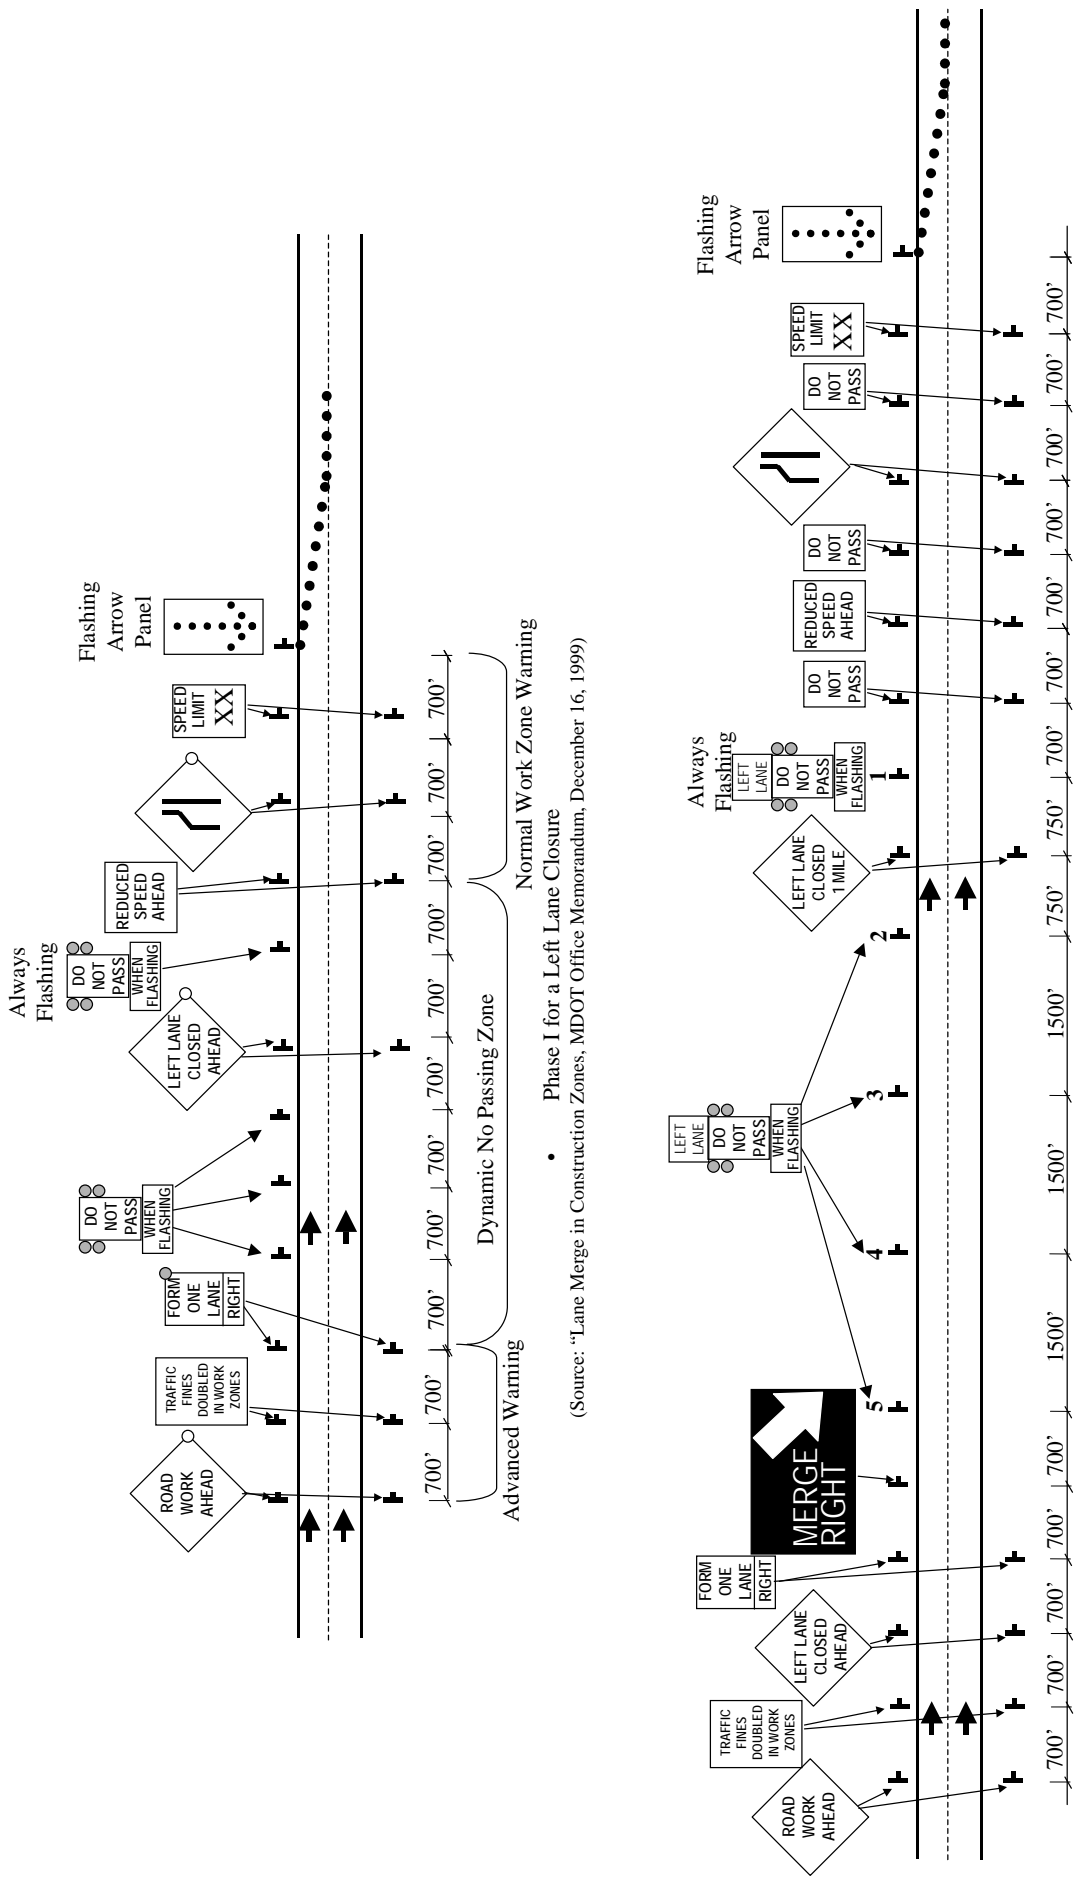 ROAD
WORK
AHEAD
TRAFFIC
FINES
DOUBLED
IN WORK
ZONES
FORM
ONE
LANE
RIGHT
DO
NOT
PASS
WHEN
FLASHING
LEFT LANE
CLOSED
AHEAD
Always
Flashing
DO
NOT
PASS
WHEN
FLASHING
REDUCED
SPEED
AHEAD
SPEED
LIMIT
XX
Flashing
Arrow
Panel
700' 700' 700' 700' 700' 700' 700' 700' 700' 700' 700'
Advanced Warning
Dynamic No Passing Zone
Normal Work Zone Warning
• Phase I for a Left Lane Closure
(Source: “Lane Merge in Construction Zones, MDOT Office Memorandum, December 16, 1999)
ROAD
WORK
AHEAD
TRAFFIC
FINES
DOUBLED
IN WORK
ZONES
LEFT LANE
CLOSED
AHEAD
FORM
ONE
LANE
RIGHT
MERGE
RIGHT
LEFT
LANE
DO
NOT
PASS
WHEN
FLASHING
5 4 3 2
LEFT LANE
CLOSED
1 MILE
Always
Flashing
LEFT
LANE
DO
NOT
PASS
WHEN
FLASHING
1
DO
NOT
PASS
REDUCED
SPEED
AHEAD
DO
NOT
PASS
DO
NOT
PASS
SPEED
LIMIT
XX
Flashing
Arrow
Panel
700' 700' 700' 700' 700' 1500' 1500' 1500' 750' 750' 700' 700' 700' 700' 700' 700' 700'